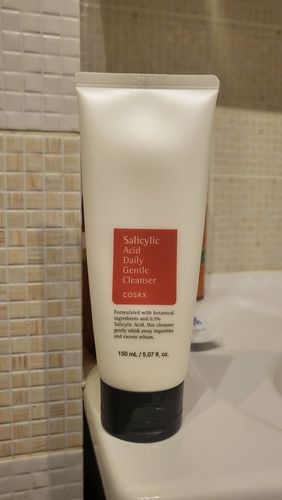 Salicylic
Acid
Daily
Gentle
Cleanser
COSRX
Formulated with botanical
ingredients and 0.5%
Salicylic Acid, this cleanser
gently whisk away impurities
and excess sebum.
150 mL / 5,07 fl. oz.